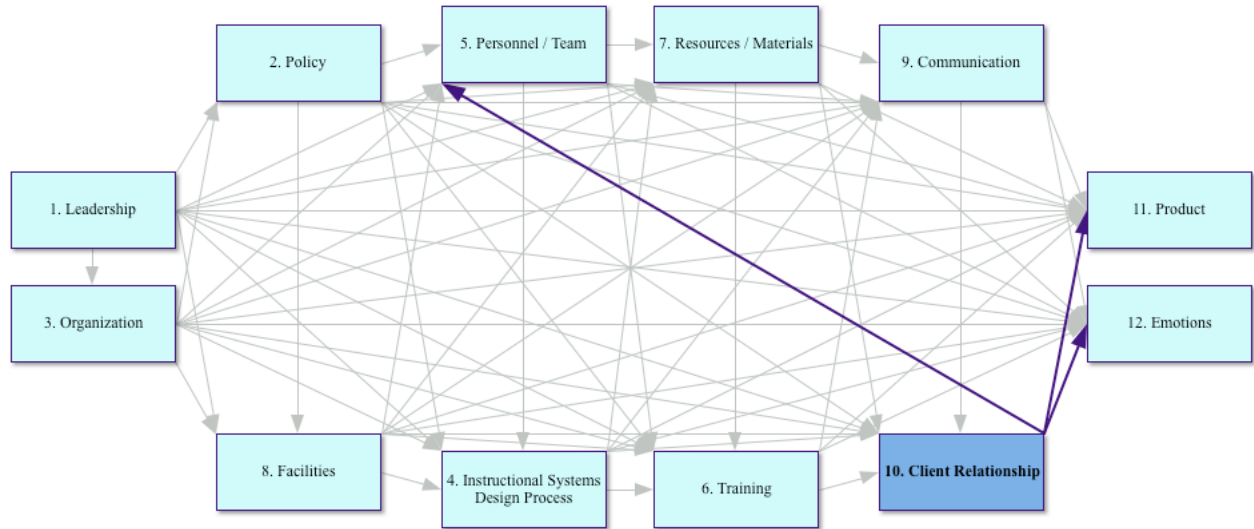 5. Personnel / Team
7. Resources / Materials
2. Policy
9. Communication
1. Leadership
11. Product
3. Organization
12. Emotions
8. Facilities
4. Instructional Systems
Design Process
6. Training
10. Client Relationship